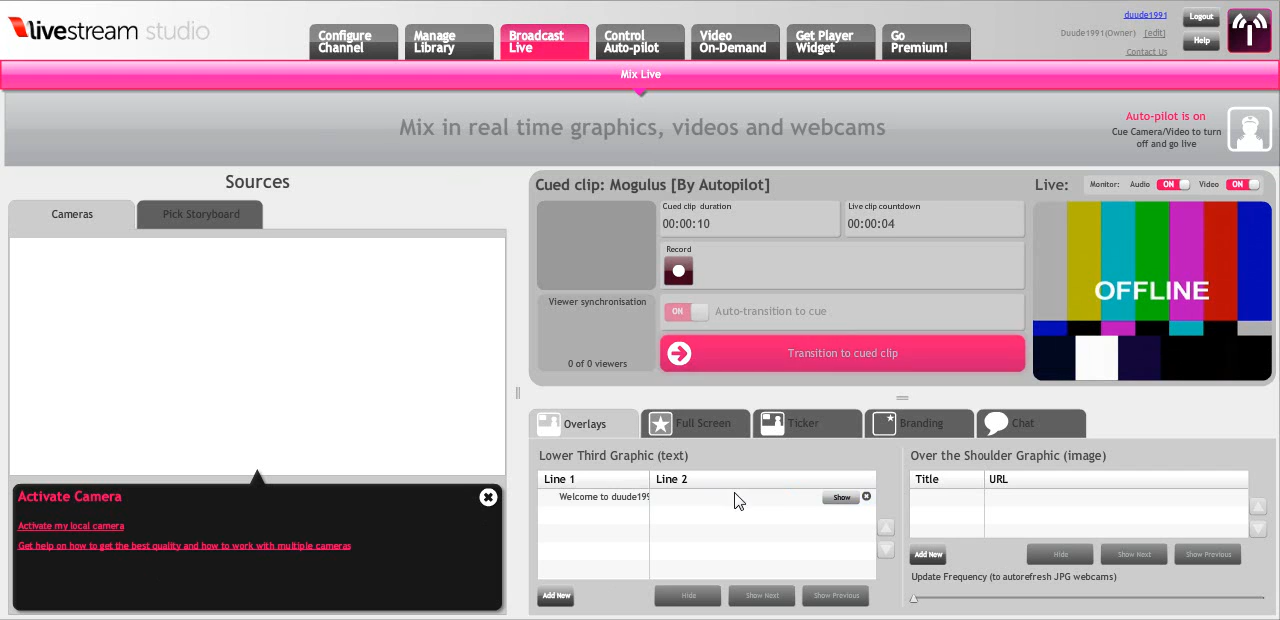 livestream studio
Configure Channel
Manage Library
Broadcast Live
Control Auto-pilot
Video On-Demand
Get Player Widget
Go Premium!
duude1991
Duude1991(Owner) [edit]
Contact Us
Logout
Help
Mix Live
Mix in real time graphics, videos and webcams
Auto-pilot is on
Cue Camera/Video to turn
off and go live
Sources
Cameras
Pick Storyboard
Activate Camera
Activate my local camera
Get help on how to get the best quality and how to work with multiple cameras
Cued clip: Mogulus [By Autopilot]
Cued clip duration
00:00:10
Live clip countdown
00:00:04
Record
Viewer synchronisation
0 of 0 viewers
ON Auto-transition to cue
Transition to cued clip
Live:
Monitor: Audio ON Video ON
OFFLINE
Overlays
Full Screen
Ticker
Branding
Chat
Lower Third Graphic (text)
Line 1 Line 2
Welcome to duude199
Show
Add New
Hide
Show Next
Show Previous
Over the Shoulder Graphic (image)
Title URL
Add New
Hide
Show Next
Show Previous
Update Frequency (to autorefresh JPG webcams)